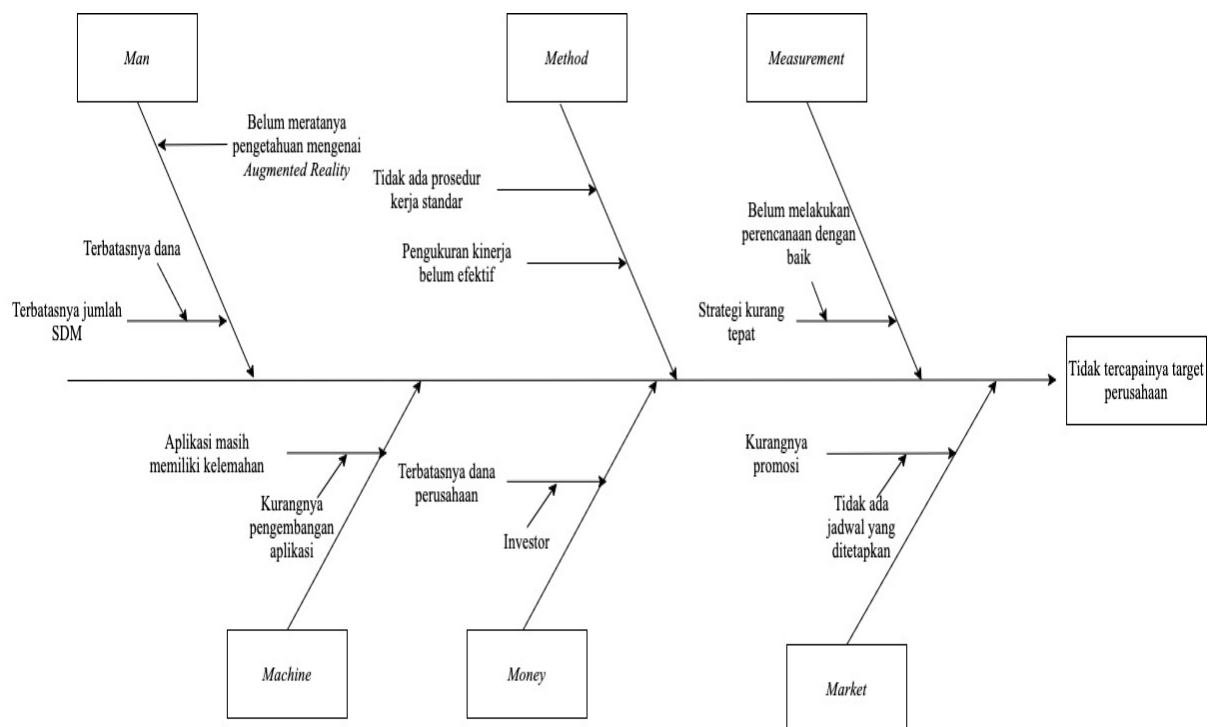 Man
Method
Measurement
Belum meratanya
pengetahuan mengenai
Augmented Reality
Tidak ada prosedur
kerja standar
Belum melakukan
perencanaan dengan
baik
Terbatasnya dana
Pengukuran kinerja
belum efektif
Terbatasnya jumlah
SDM
Strategi kurang
tepat
Tidak tercapainya target
perusahaan
Aplikasi masih
memiliki kelemahan
Kurangnya
pengembangan
aplikasi
Terbatasnya dana
perusahaan
Investor
Kurangnya
promosi
Tidak ada
jadwal yang
ditetapkan
Machine
Money
Market